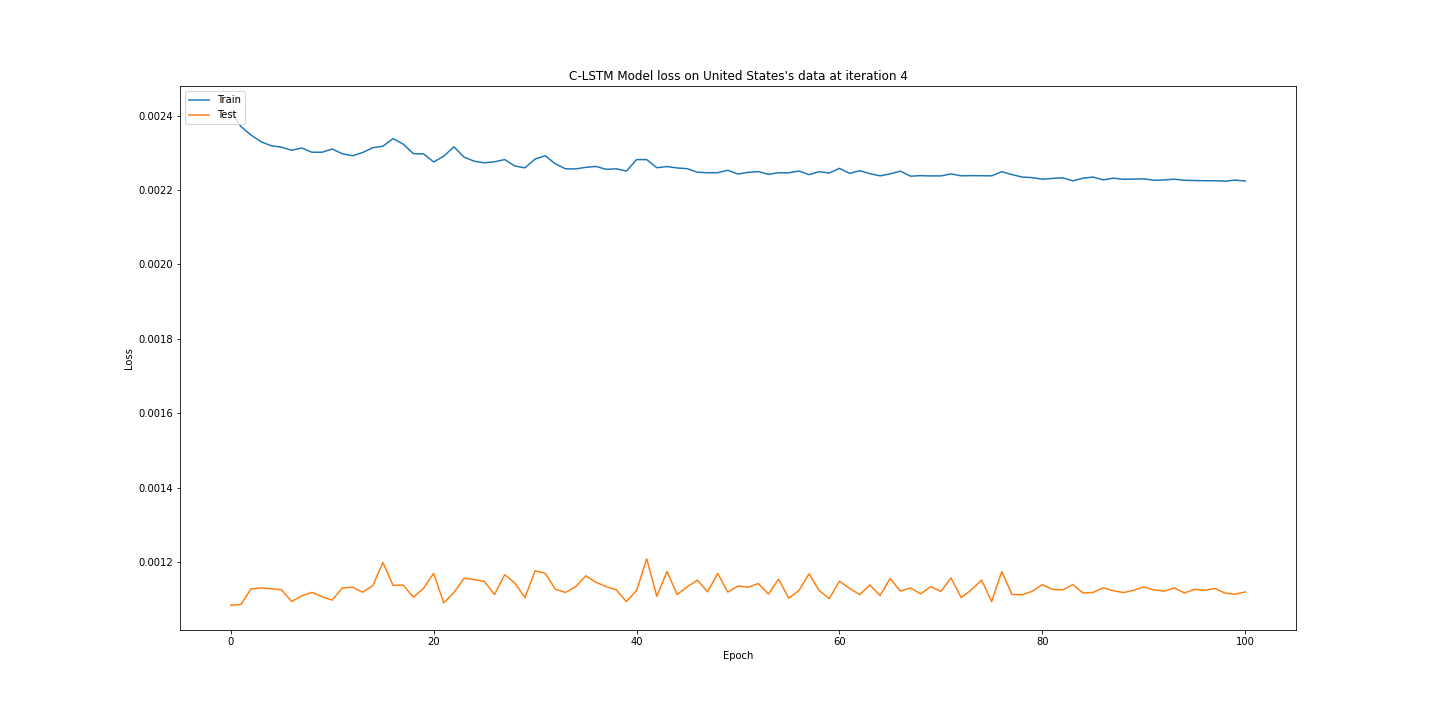 C-LSTM Model loss on United States's data at iteration 4
Train
Test
0.0024
0.0022
0.0020
0.0018
0.0016
0.0014
0.0012
Loss
0 20 40 60 80 100
Epoch